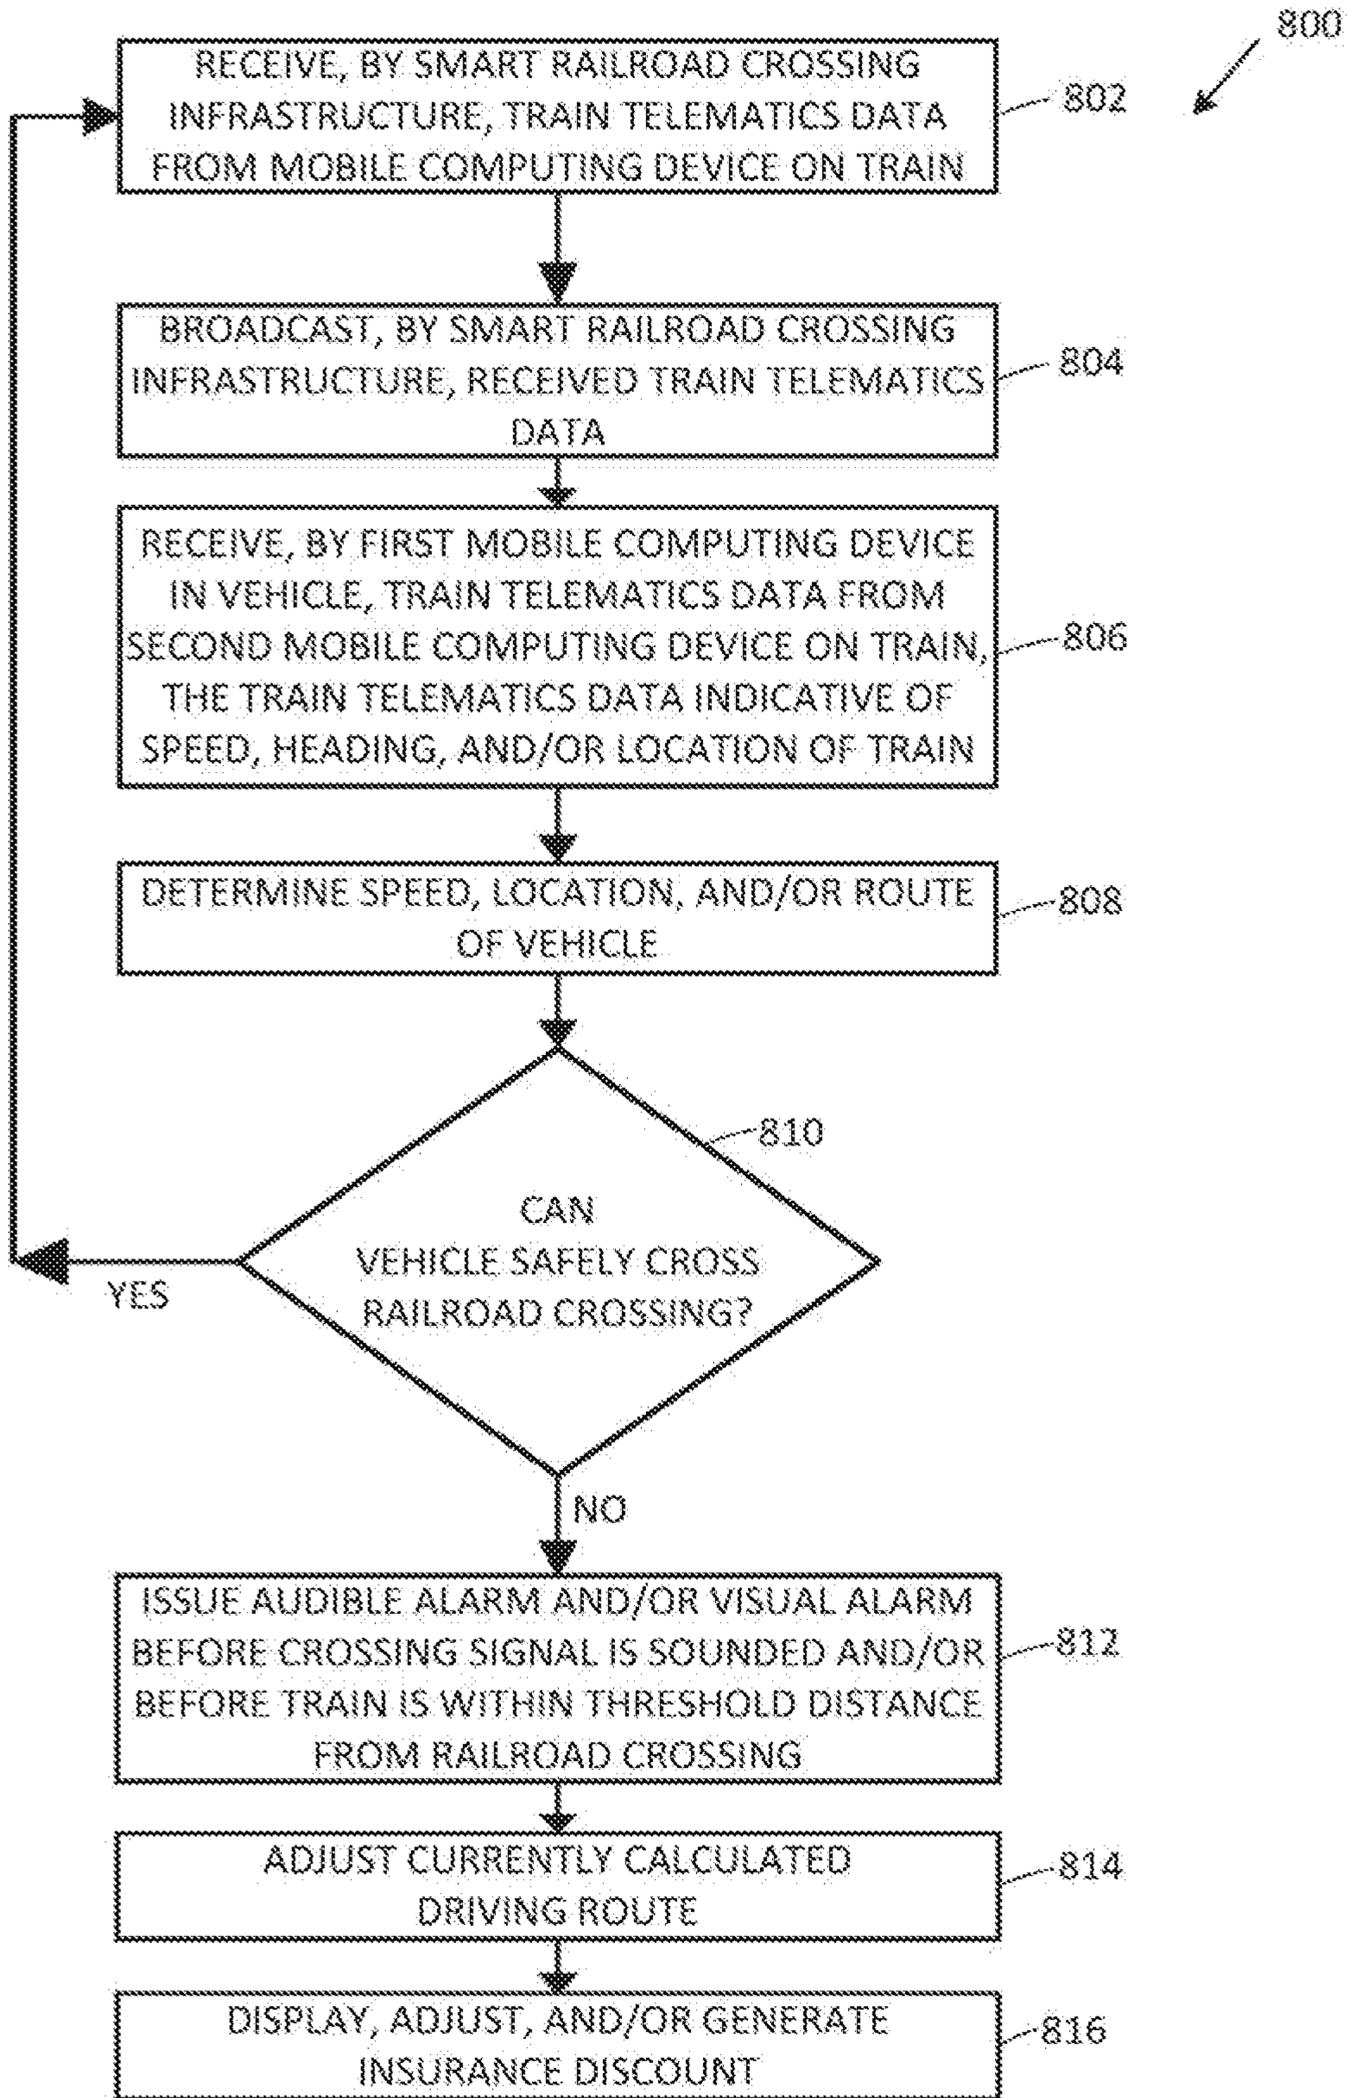 800
RECEIVE, BY SMART RAILROAD CROSSING
INFRASTRUCTURE, TRAIN TELEMATICS DATA
FROM MOBILE COMPUTING DEVICE ON TRAIN
802
BROADCAST, BY SMART RAILROAD CROSSING
INFRASTRUCTURE, RECEIVED TRAIN TELEMATICS
DATA
804
RECEIVE, BY FIRST MOBILE COMPUTING DEVICE
IN VEHICLE, TRAIN TELEMATICS DATA FROM
SECOND MOBILE COMPUTING DEVICE ON TRAIN,
THE TRAIN TELEMATICS DATA INDICATIVE OF
SPEED, HEADING, AND/OR LOCATION OF TRAIN
806
DETERMINE SPEED, LOCATION, AND/OR ROUTE
OF VEHICLE
808
810
CAN
VEHICLE SAFELY CROSS
RAILROAD CROSSING?
YES
NO
ISSUE AUDIBLE ALARM AND/OR VISUAL ALARM
BEFORE CROSSING SIGNAL IS SOUNDED AND/OR
BEFORE TRAIN IS WITHIN THRESHOLD DISTANCE
FROM RAILROAD CROSSING
812
ADJUST CURRENTLY CALCULATED
DRIVING ROUTE
814
DISPLAY, ADJUST, AND/OR GENERATE
INSURANCE DISCOUNT
816